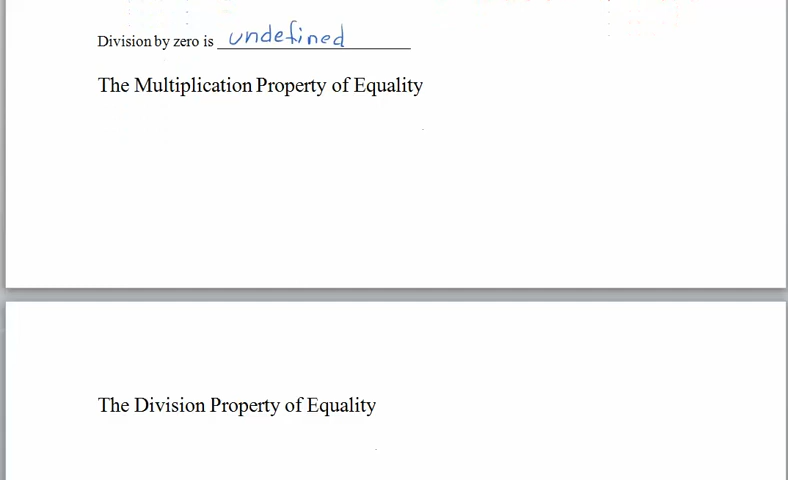 Division by zero is undefined
The Multiplication Property of Equality
The Division Property of Equality